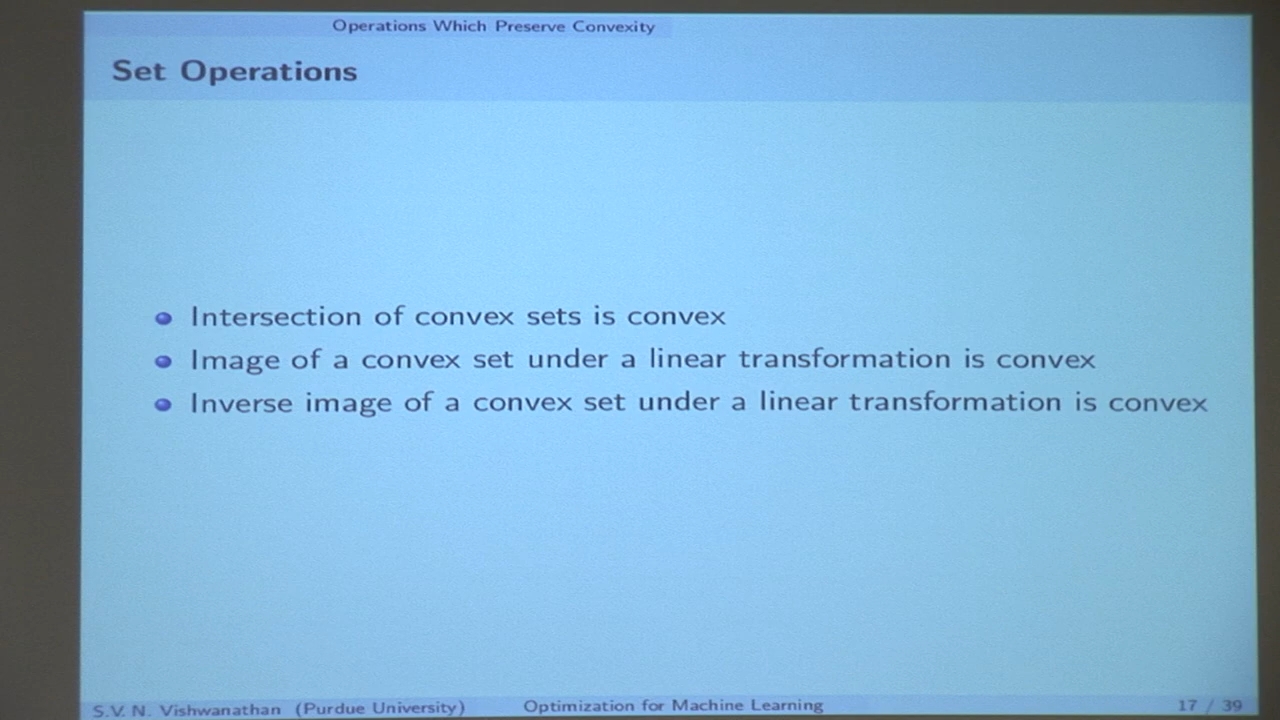 Operations Which Preserve Convexity
Set Operations
Intersection of convex sets is convex
Image of a convex set under a linear transformation is convex
Inverse image of a convex set under a linear transformation is convex
S.V. N. Vishwanathan (Purdue University) Optimization for Machine Learning 17 / 39